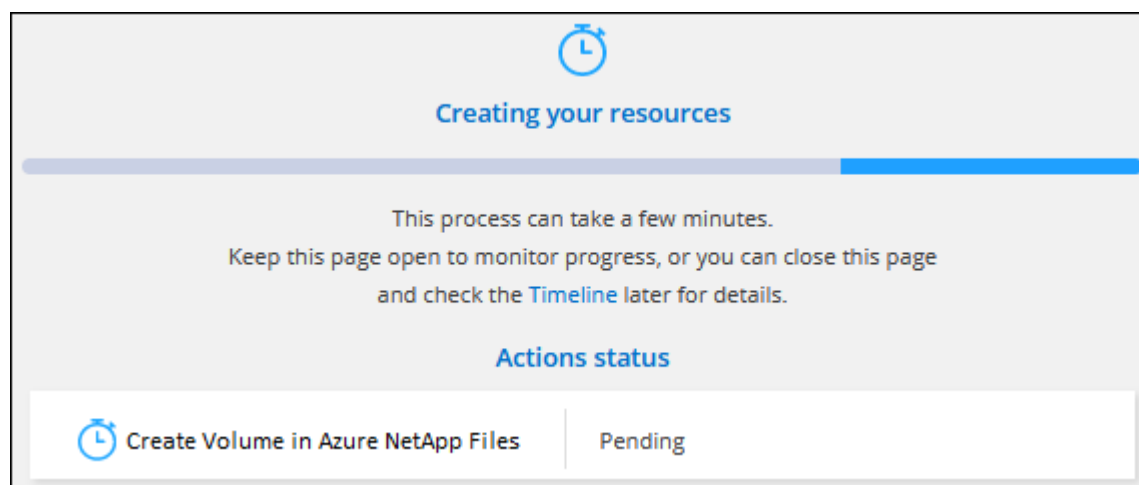 Creating your resources
This process can take a few minutes.
Keep this page open to monitor progress, or you can close this page
and check the Timeline later for details.
Actions status
Create Volume in Azure NetApp Files
Pending